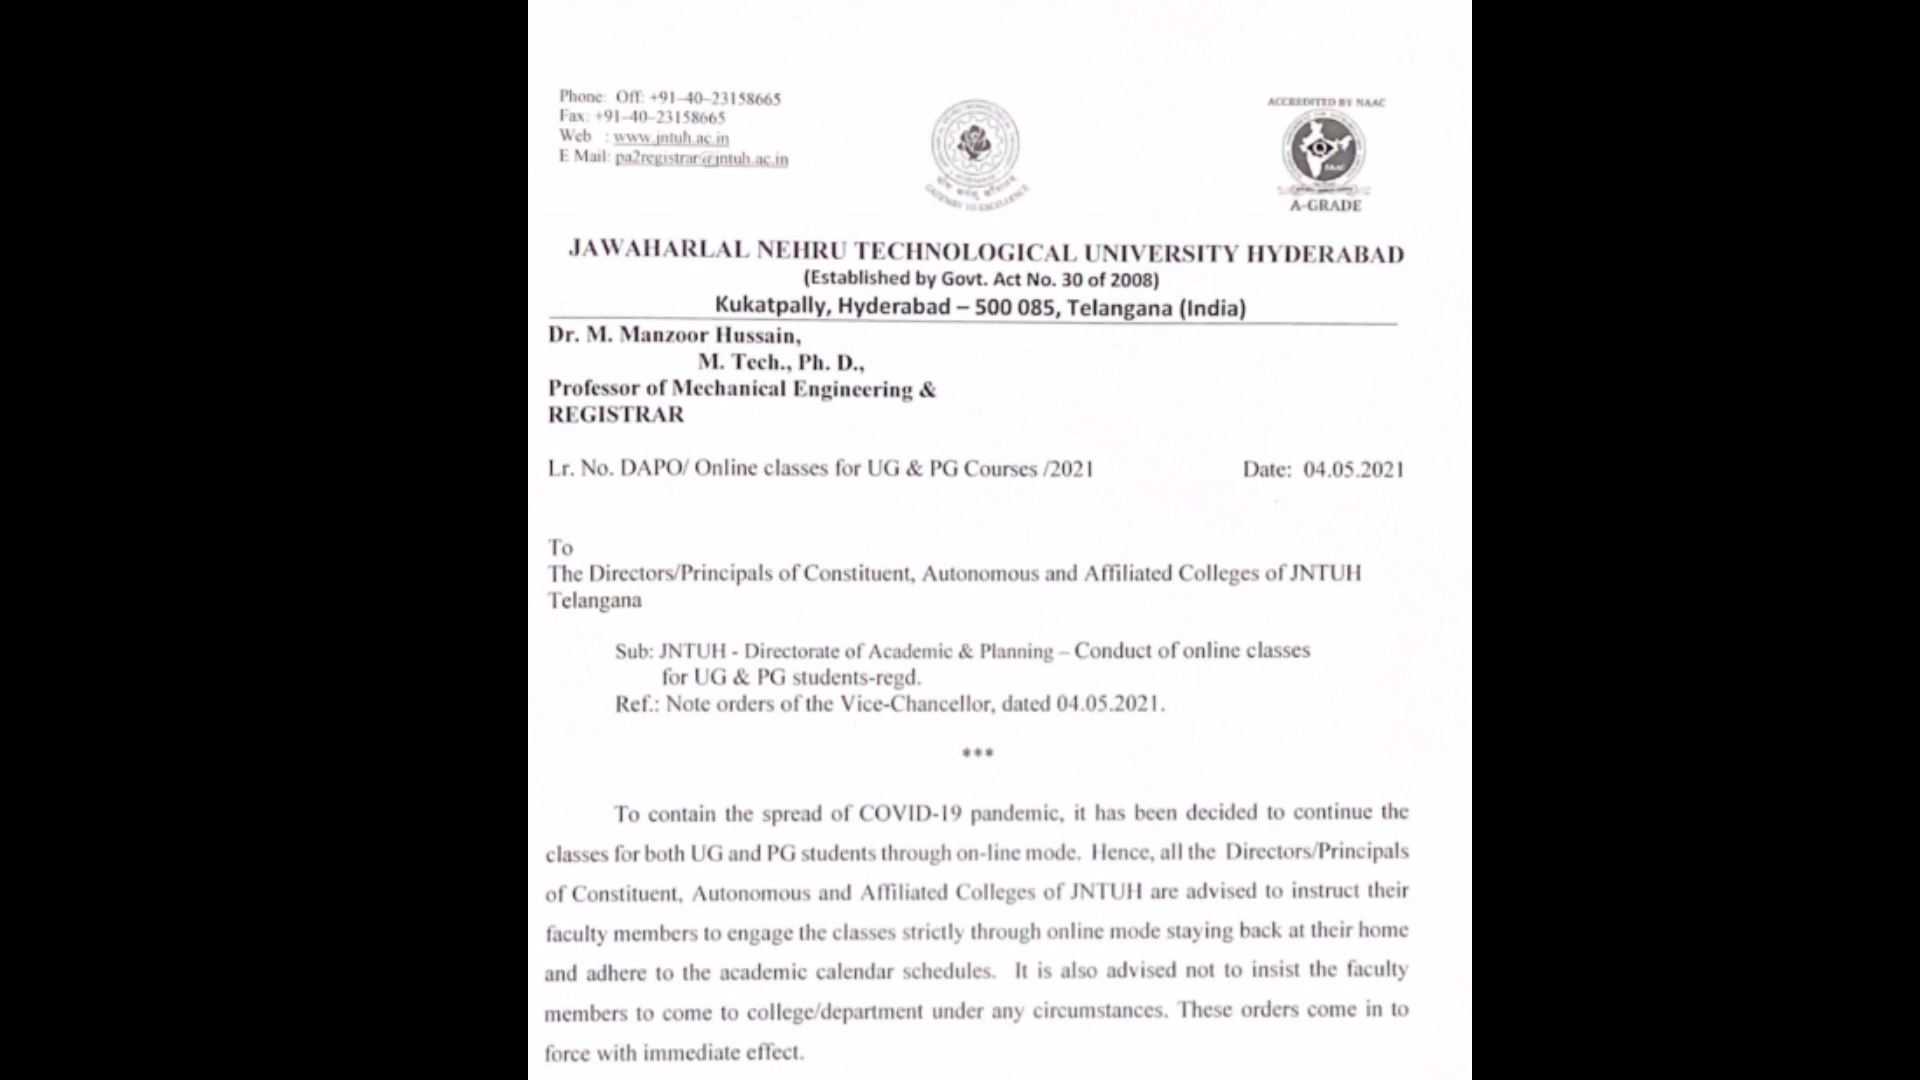 Phone: Off: +91–40–23158665
Fax: +91–40–23158665
Web : www.jntuh.ac.in
E Mail: pa2registrar@jntuh.ac.in
GATEWAY TO EXCELLENCE
ACCREDITED BY NAAC
NAAC
A-GRADE
JAWAHARLAL NEHRU TECHNOLOGICAL UNIVERSITY HYDERABAD
(Established by Govt. Act No. 30 of 2008)
Kukatpally, Hyderabad – 500 085, Telangana (India)
Dr. M. Manzoor Hussain,
M. Tech., Ph. D.,
Professor of Mechanical Engineering &
REGISTRAR
Lr. No. DAPO/ Online classes for UG & PG Courses /2021 Date: 04.05.2021
To
The Directors/Principals of Constituent, Autonomous and Affiliated Colleges of JNTUH
Telangana
Sub: JNTUH - Directorate of Academic & Planning – Conduct of online classes
for UG & PG students-regd.
Ref.: Note orders of the Vice-Chancellor, dated 04.05.2021.
***
To contain the spread of COVID-19 pandemic, it has been decided to continue the
classes for both UG and PG students through on-line mode. Hence, all the Directors/Principals
of Constituent, Autonomous and Affiliated Colleges of JNTUH are advised to instruct their
faculty members to engage the classes strictly through online mode staying back at their home
and adhere to the academic calendar schedules. It is also advised not to insist the faculty
members to come to college/department under any circumstances. These orders come in to
force with immediate effect.